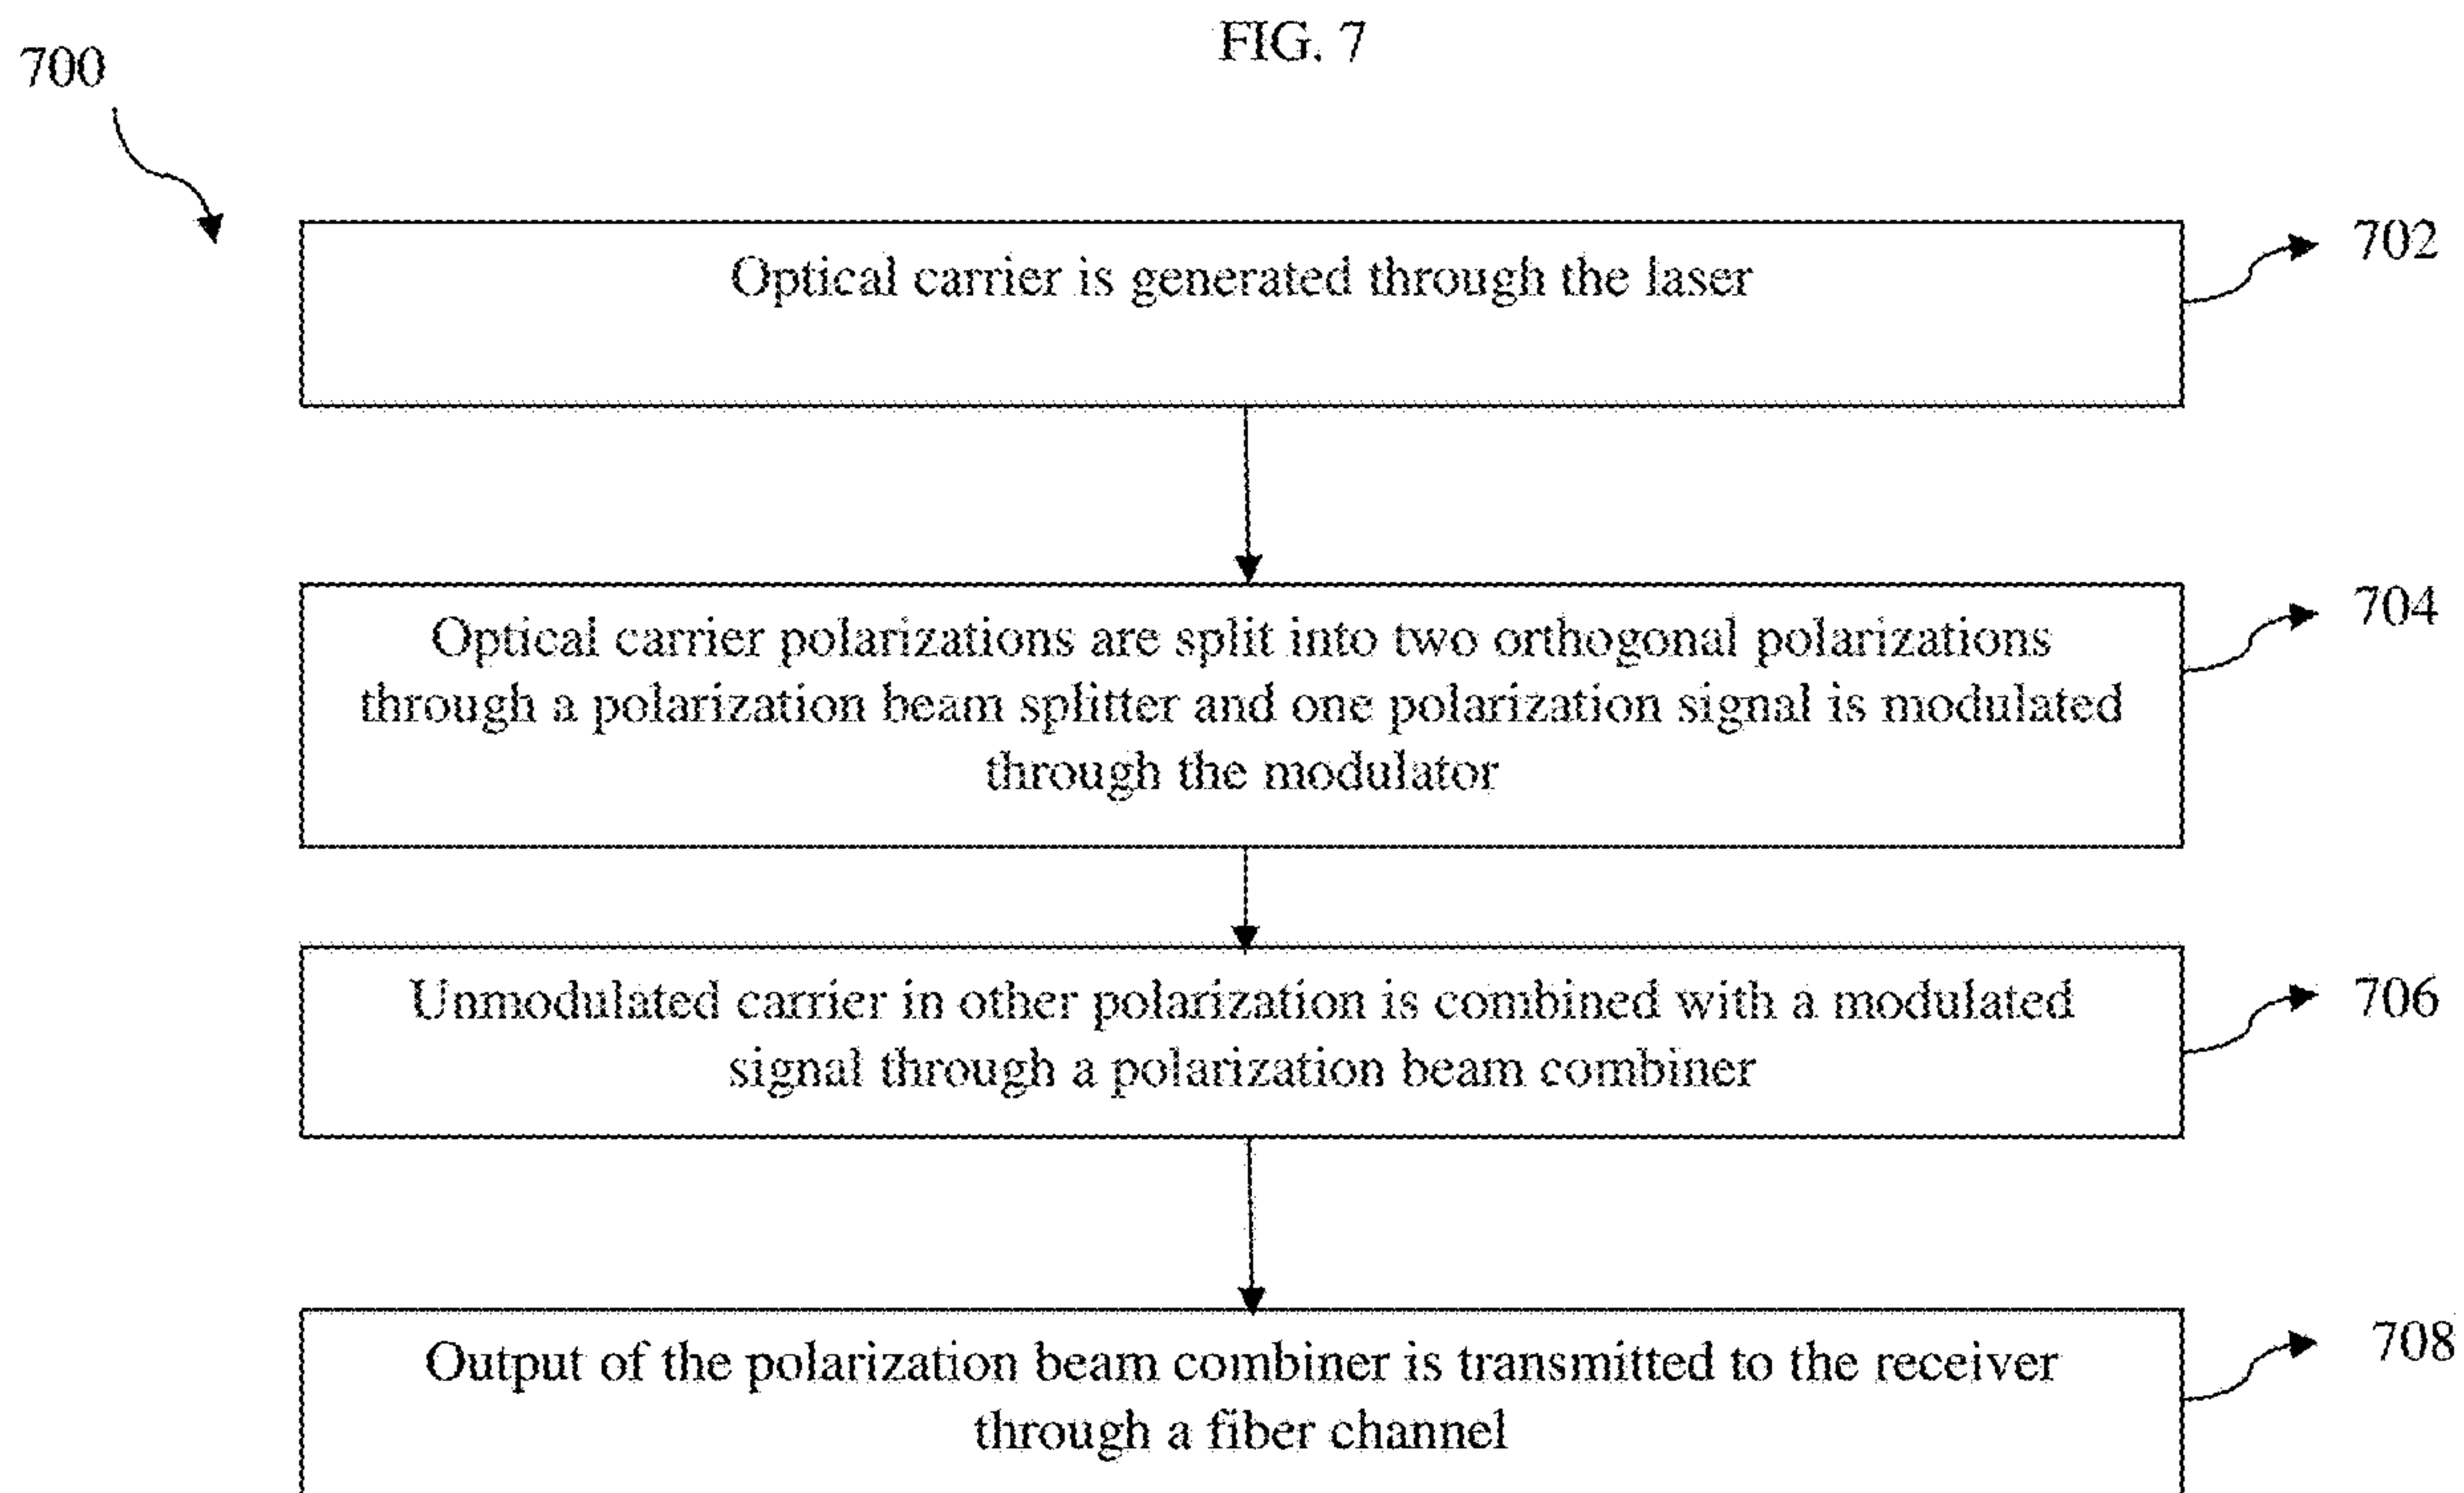 FIG. 7
700
Optical carrier is generated through the laser
702
Optical carrier polarizations are split into two orthogonal polarizations
through a polarization beam splitter and one polarization signal is modulated
through the modulator
704
Unmodulated carrier in other polarization is combined with a modulated
signal through a polarization beam combiner
706
Output of the polarization beam combiner is transmitted to the receiver
through a fiber channel
708